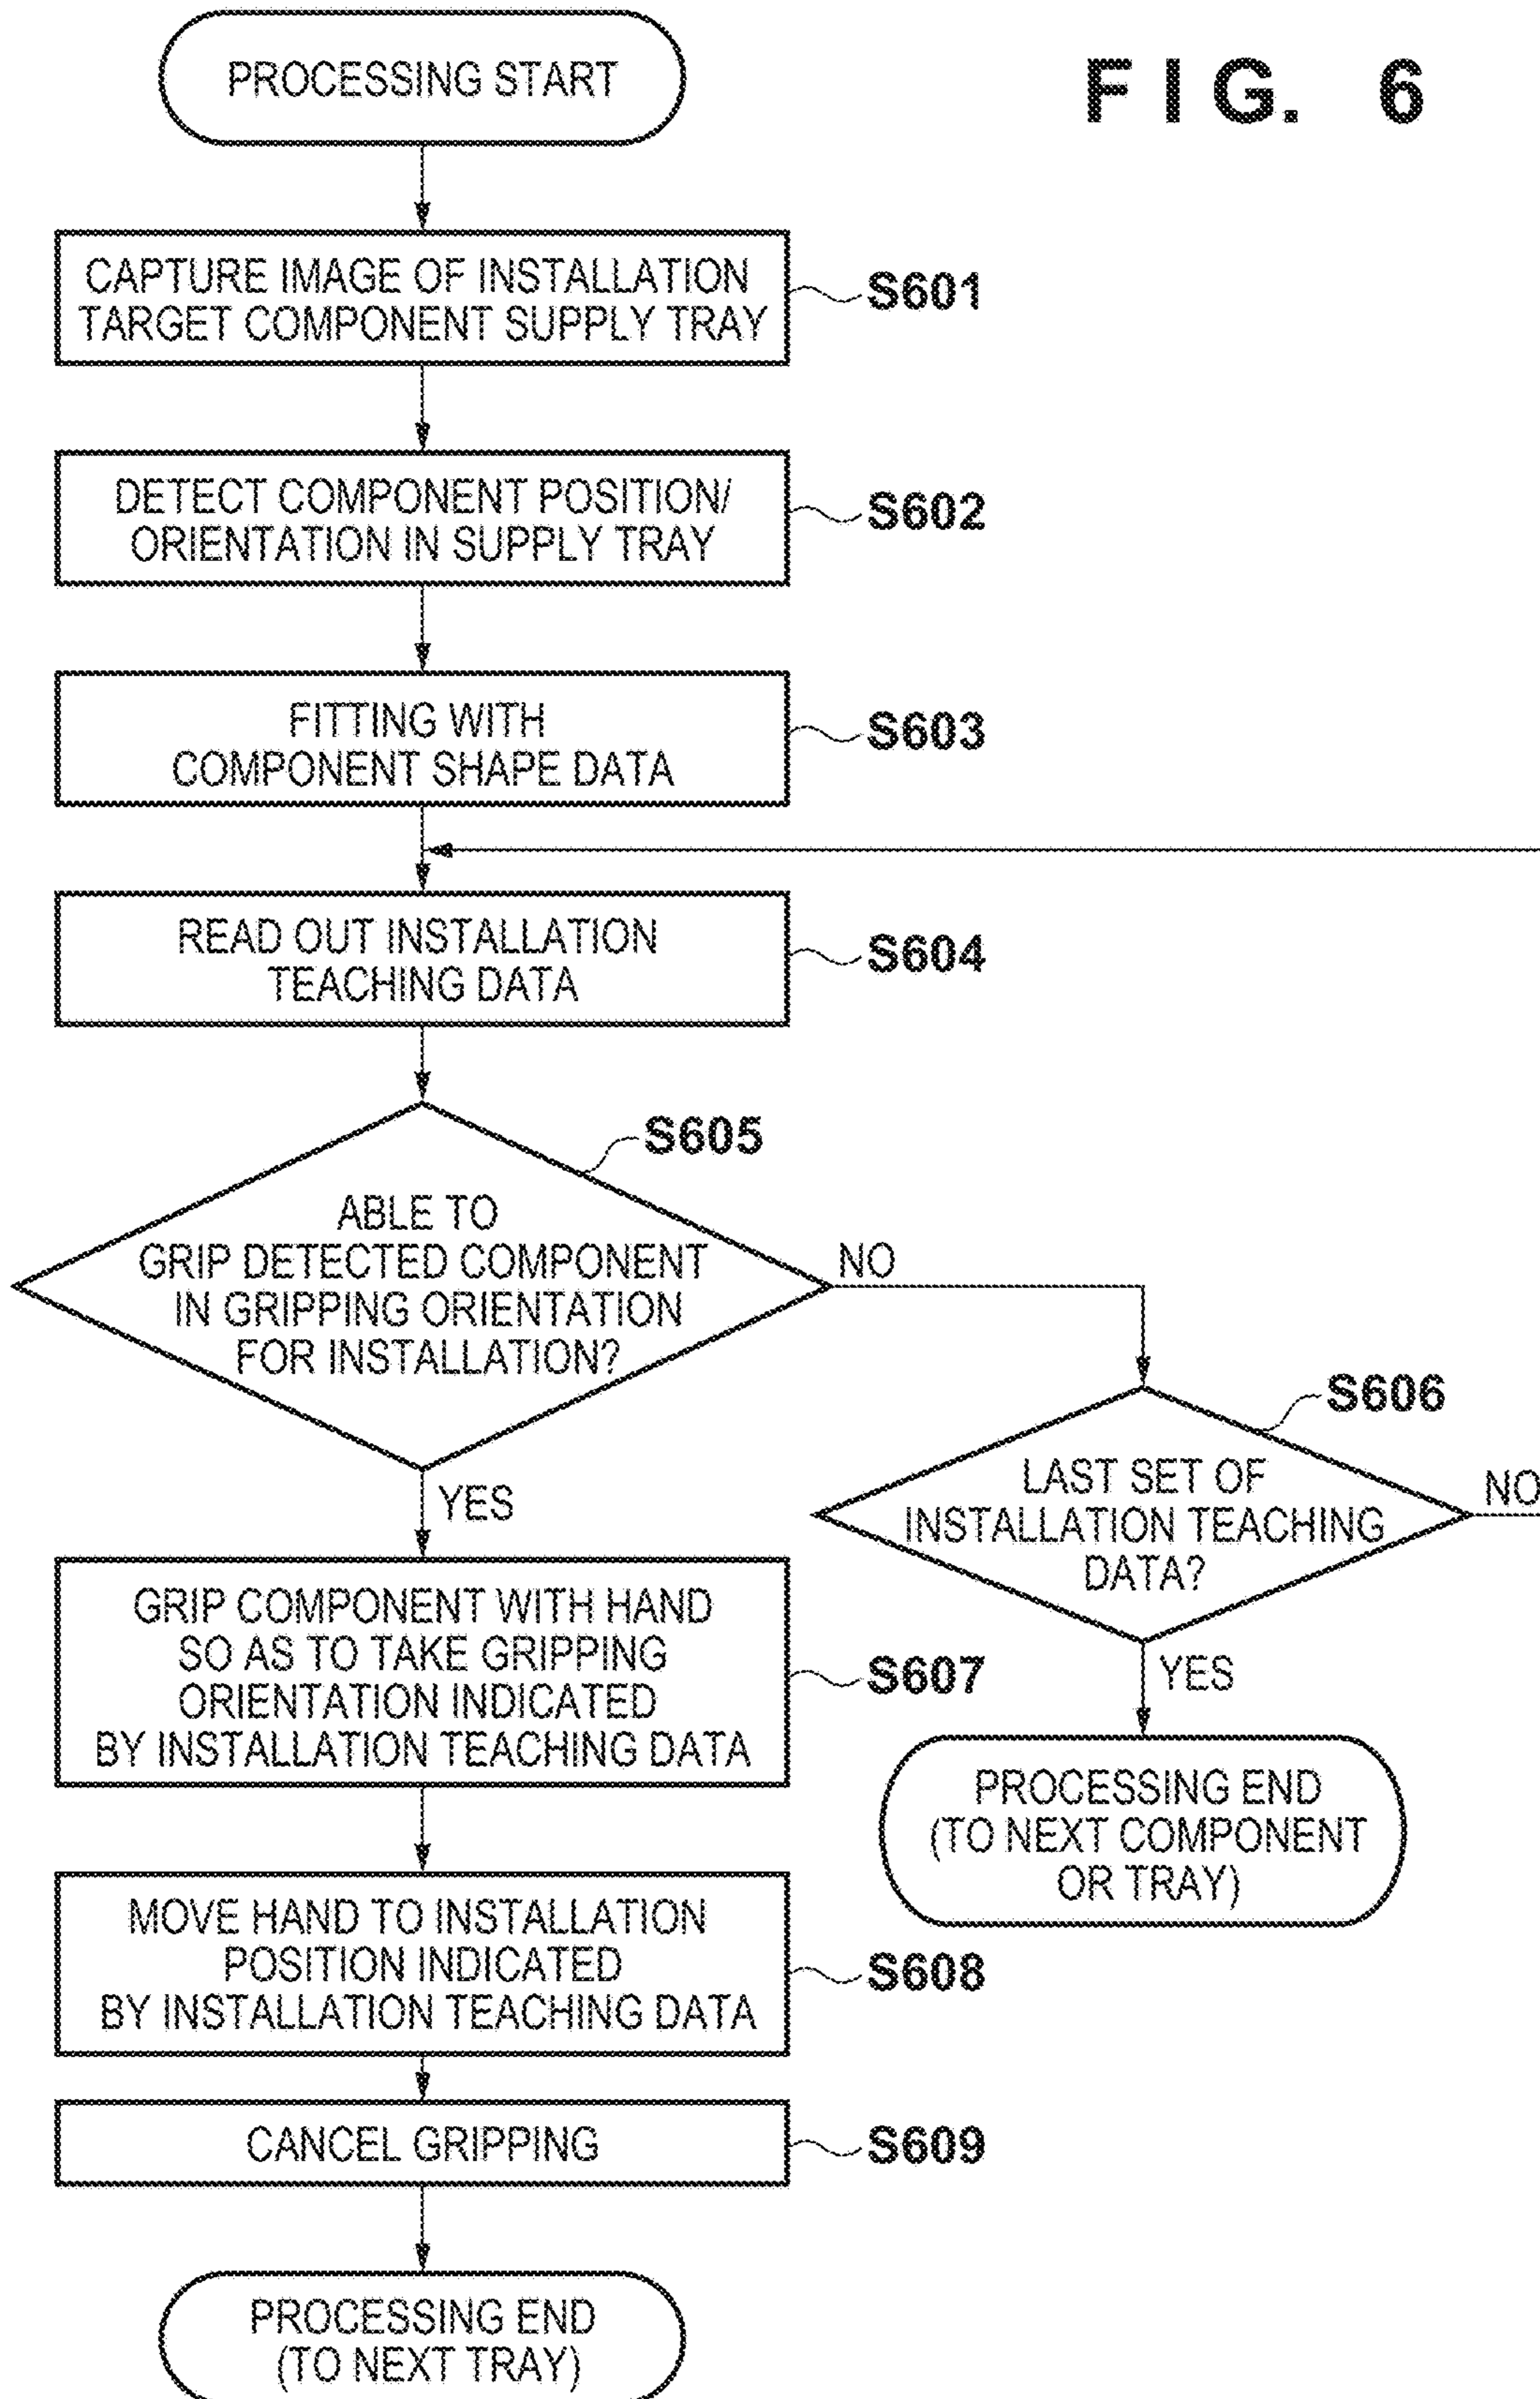 FIG. 6
PROCESSING START
CAPTURE IMAGE OF INSTALLATION
TARGET COMPONENT SUPPLY TRAY
S601
DETECT COMPONENT POSITION/
ORIENTATION IN SUPPLY TRAY
S602
FITTING WITH
COMPONENT SHAPE DATA
S603
READ OUT INSTALLATION
TEACHING DATA
S604
S605
ABLE TO
GRIP DETECTED COMPONENT
IN GRIPPING ORIENTATION
FOR INSTALLATION?
NO
YES
S606
LAST SET OF
INSTALLATION TEACHING
DATA?
NO
YES
PROCESSING END
(TO NEXT COMPONENT
OR TRAY)
GRIP COMPONENT WITH HAND
SO AS TO TAKE GRIPPING
ORIENTATION INDICATED
BY INSTALLATION TEACHING DATA
S607
MOVE HAND TO INSTALLATION
POSITION INDICATED
BY INSTALLATION TEACHING DATA
S608
CANCEL GRIPPING
S609
PROCESSING END
(TO NEXT TRAY)